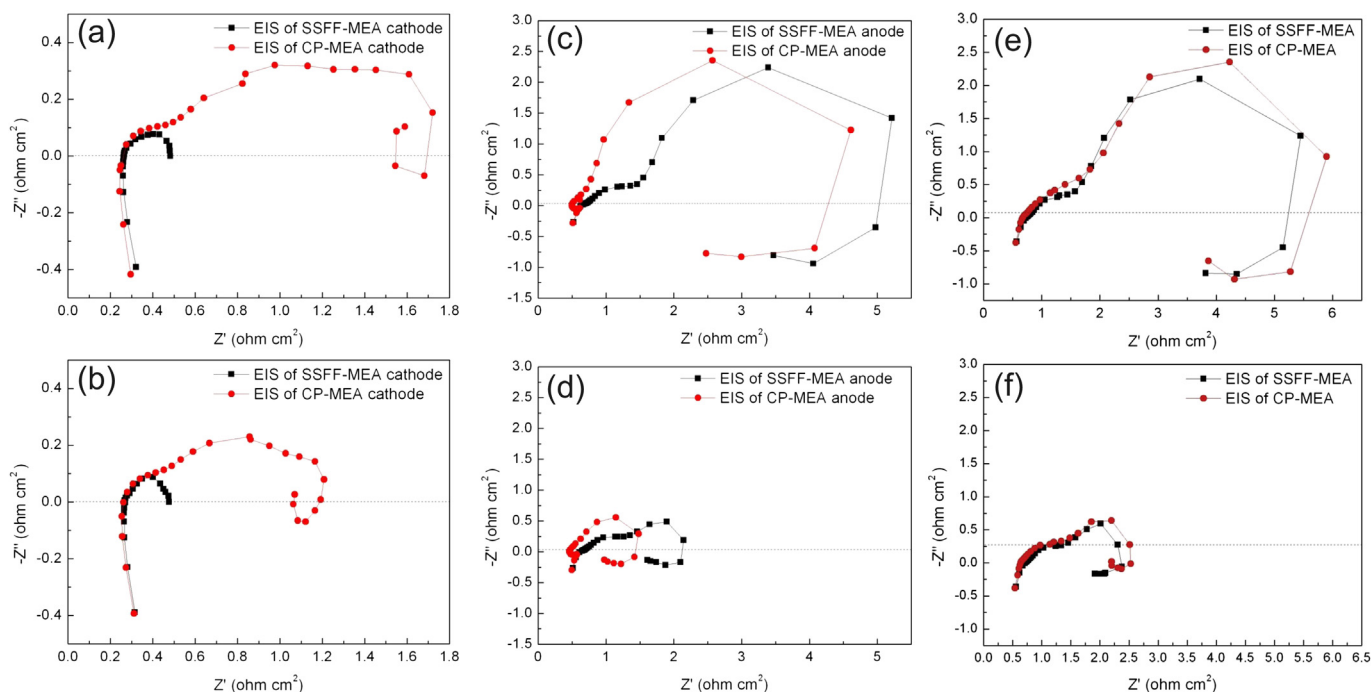 (a)
EIS of SSFF-MEA cathode
EIS of CP-MEA cathode
0.4
0.2
0.0
-0.2
-0.4
-Z" (ohm cm²)
0.0 0.2 0.4 0.6 0.8 1.0 1.2 1.4 1.6 1.8
Z' (ohm cm²)
(c)
EIS of SSFF-MEA anode
EIS of CP-MEA anode
3.0
2.5
2.0
1.5
1.0
0.5
0.0
-0.5
-1.0
-1.5
-Z" (ohm cm²)
0 1 2 3 4 5
Z' (ohm cm²)
(e)
EIS of SSFF-MEA
EIS of CP-MEA
3.0
2.5
2.0
1.5
1.0
0.5
0.0
-0.5
-1.0
-Z" (ohm cm²)
0 1 2 3 4 5 6
Z' (ohm cm²)
(b)
EIS of SSFF-MEA cathode
EIS of CP-MEA cathode
0.4
0.2
0.0
-0.2
-0.4
-Z" (ohm cm²)
0.0 0.2 0.4 0.6 0.8 1.0 1.2 1.4 1.6 1.8
Z' (ohm cm²)
(d)
EIS of SSFF-MEA anode
EIS of CP-MEA anode
3.0
2.5
2.0
1.5
1.0
0.5
0.0
-0.5
-1.0
-1.5
-Z" (ohm cm²)
0 1 2 3 4 5
Z' (ohm cm²)
(f)
EIS of SSFF-MEA
EIS of CP-MEA
3.0
2.5
2.0
1.5
1.0
0.5
0.0
-0.5
-1.0
-Z" (ohm cm²)
0.0 0.5 1.0 1.5 2.0 2.5 3.0 3.5 4.0 4.5 5.0 5.5 6.0 6.5
Z' (ohm cm²)